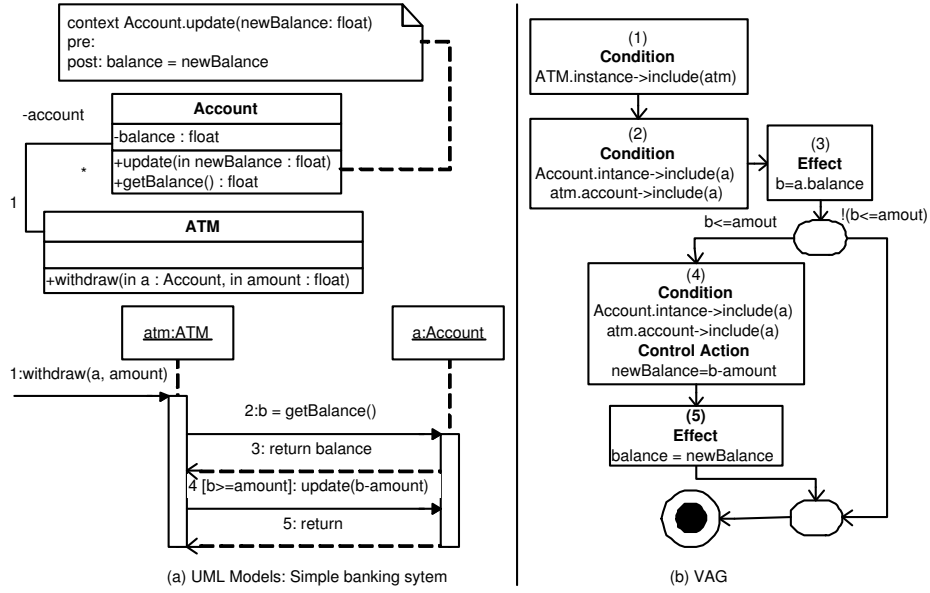 context Account.update(newBalance: float)
pre:
post: balance = newBalance
-account
Account
-balance : float
+update(in newBalance : float)
+getBalance() : float
*
1
ATM
+withdraw(in a : Account, in amount : float)
atm:ATM
a:Account
1:withdraw(a, amount)
2:b = getBalance()
3: return balance
4 [b>=amount]: update(b-amount)
5: return
(a) UML Models: Simple banking sytem
(1)
Condition
ATM.instance->include(atm)
(2)
Condition
Account.intance->include(a)
atm.account->include(a)
(3)
Effect
b=a.balance
b<=amout
!(b<=amout)
(4)
Condition
Account.intance->include(a)
atm.account->include(a)
Control Action
newBalance=b-amount
(5)
Effect
balance = newBalance
(b) VAG